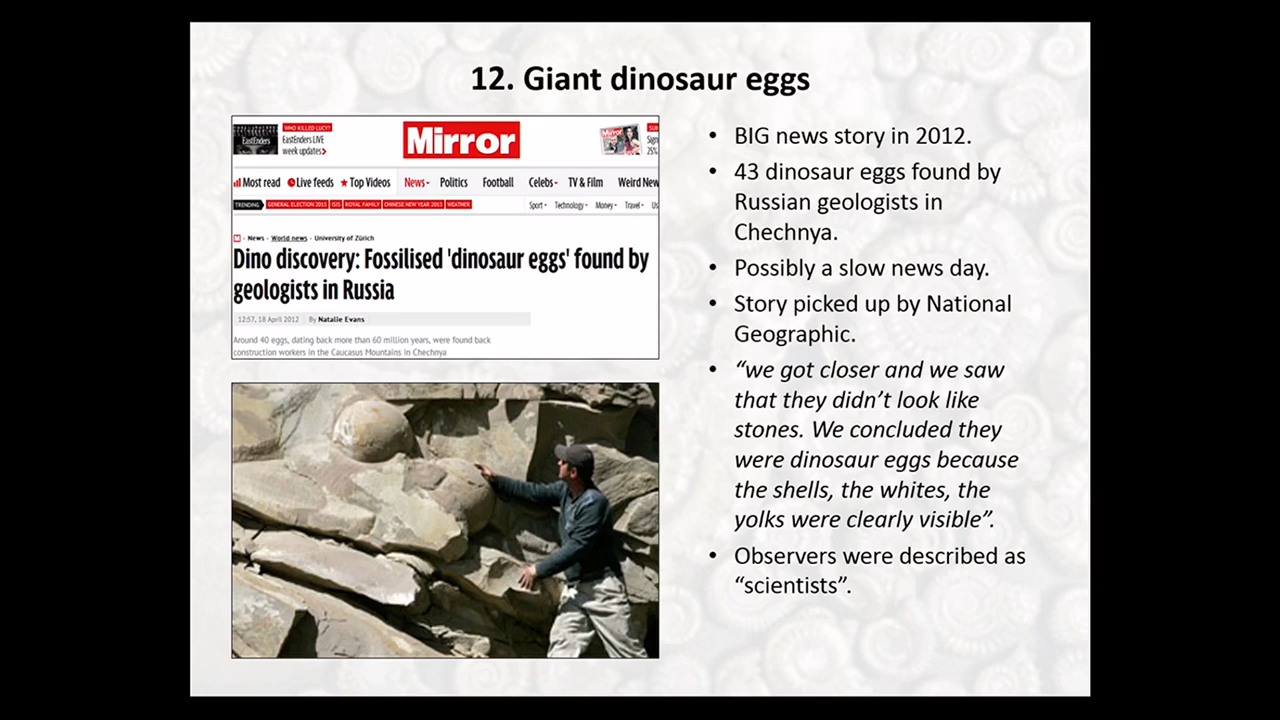 12. Giant dinosaur eggs
WHO KILLED LUCY?
EastEnders LIVE
week updates
EastEnders
Mirror
Sign
25%
Most read
Live feeds
Top Videos
News
Politics
Football
Celebs
TV & Film
Weird New
TRENDING
GENERAL ELECTION 2015
ISIS
ROYAL FAMILY
CHINESE NEW YEAR 2015
WEATHER
Sport
Technology
Money
Travel
News
World news
University of Zürich
Dino discovery: Fossilised 'dinosaur eggs' found by
geologists in Russia
12:57, 18 April 2012
By Natalie Evans
Around 40 eggs, dating back more than 60 million years, were found back
construction workers in the Caucasus Mountains in Chechnya
• BIG news story in 2012.
• 43 dinosaur eggs found by
Russian geologists in
Chechnya.
• Possibly a slow news day.
• Story picked up by National
Geographic.
• “we got closer and we saw
that they didn’t look like
stones. We concluded they
were dinosaur eggs because
the shells, the whites, the
yolks were clearly visible”.
• Observers were described as
“scientists”.